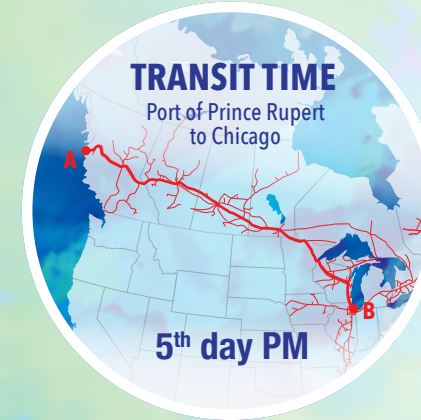 TRANSIT TIME
Port of Prince Rupert
to Chicago
A
B
5th day PM